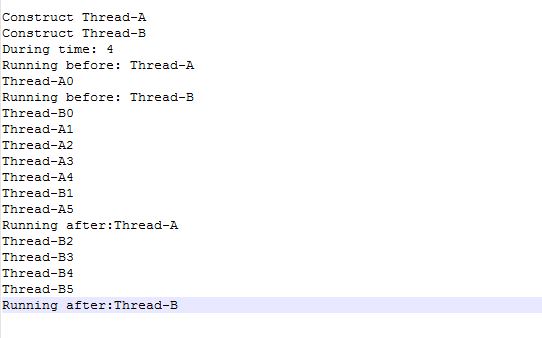 Construct Thread-A
Construct Thread-B
During time: 4
Running before: Thread-A
Thread-A0
Running before: Thread-B
Thread-B0
Thread-A1
Thread-A2
Thread-A3
Thread-A4
Thread-B1
Thread-A5
Running after:Thread-A
Thread-B2
Thread-B3
Thread-B4
Thread-B5
Running after:Thread-B